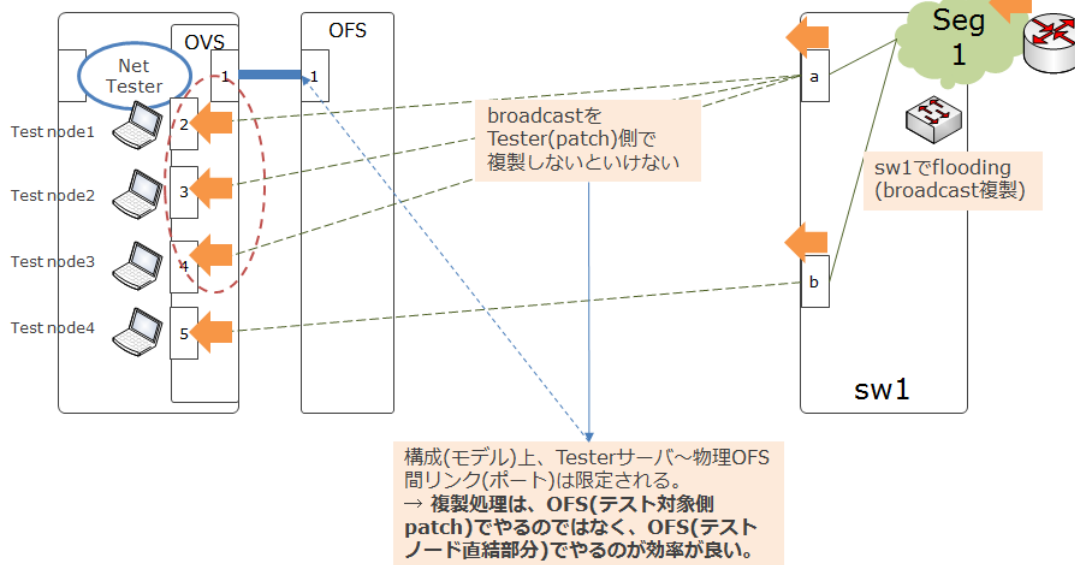 OVS
OFS
Seg
1
Net
Tester
1
1
a
Test node1
2
broadcastを
Tester(patch)側で
複製しないといけない
sw1でflooding
(broadcast複製)
Test node2
3
Test node3
4
b
Test node4
5
sw1
構成(モデル)上、Testerサーバ～物理OFS
間リンク(ポート)は限定される。
→ 複製処理は、OFS(テスト対象側
patch)でやるのではなく、OFS(テスト
ノード直結部分)でやるのが効率が良い。